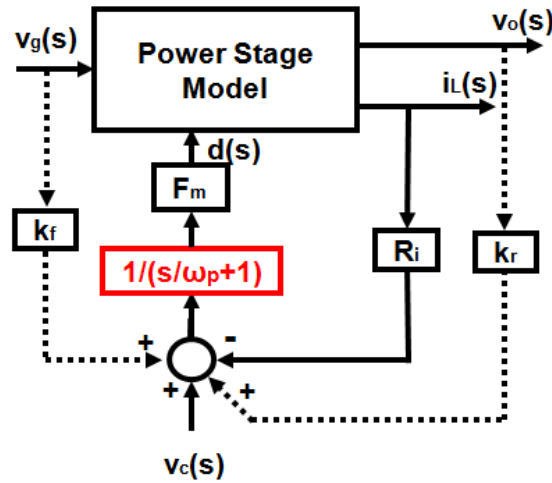 vg(s)
Power Stage
Model
vo(s)
iL(s)
d(s)
Fm
kf
1/(s/ωp+1)
Ri
kr
+
-
+
+
vc(s)